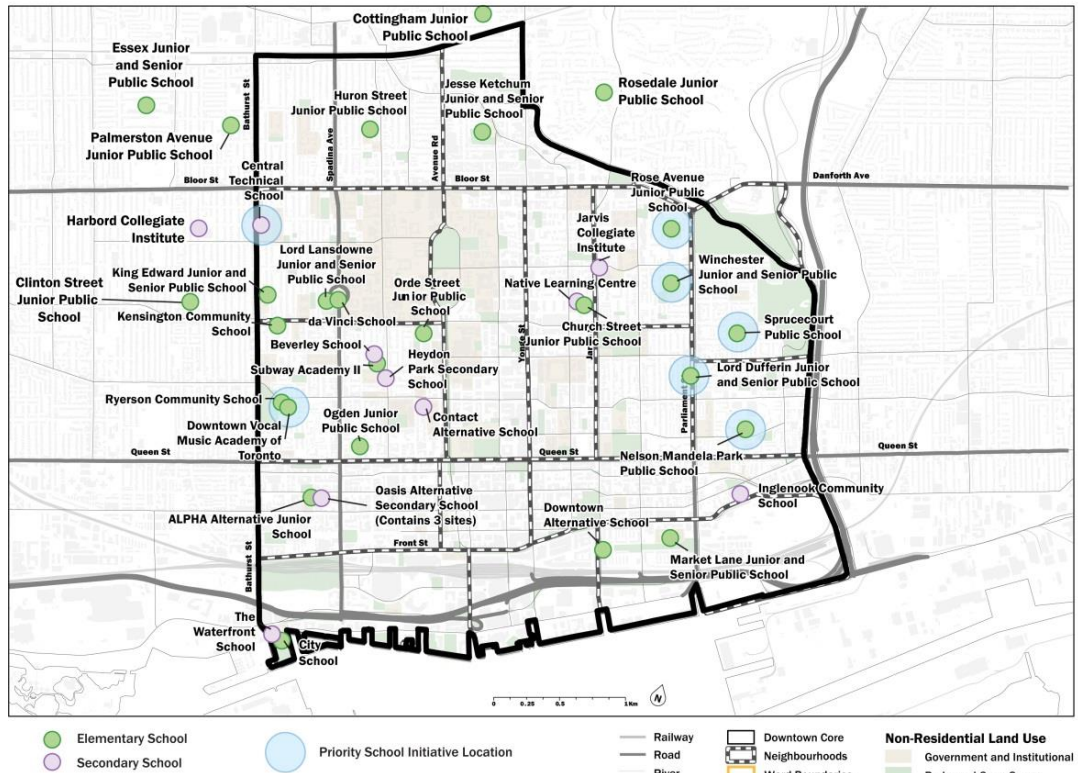 Cottingham Junior
Public School
Essex Junior
and Senior
Public School
Rosedale Junior
Public School
Jesse Ketchum
Junior and Senior
Public School
Huron Street
Junior Public School
Bathurst St
Palmerston Avenue
Junior Public School
Spadina Ave
Avenue Rd
Central
Technical
School
Bloor St
Bloor St
Danforth Ave
Rose Avenue
Junior Public
School
Harbord Collegiate
Institute
Jarvis
Collegiate
Institute
Lord Lansdowne
Junior and Senior
Public School
Winchester
Junior and Senior Public
School
King Edward Junior and
Senior Public School
Orde Street
Junior Public
School
Native Learning Centre
Clinton Street
Junior Public
School
Kensington Community
School
da Vinci School
Church Street
Junior Public School
Sprucecourt
Public School
Yonge St
Beverley School
Subway Academy II
Heydon
Park Secondary
School
Lord Dufferin Junior
and Senior Public School
Parliament
Ryerson Community School
Downtown Vocal
Music Academy of
Toronto
Ogden Junior
Public School
Contact
Alternative School
Queen St
Queen St
Queen St
Nelson Mandela Park
Public School
Inglenook Community
School
Oasis Alternative
Secondary School
(Contains 3 sites)
ALPHA Alternative Junior
School
Downtown
Alternative School
Front St
Market Lane Junior and
Senior Public School
Bathurst St
The
Waterfront
School
City
School
0 0.25 0.5 1 Km
N
Elementary School
Secondary School
Priority School Initiative Location
Railway
Road
River
Downtown Core
Neighbourhoods
Ward Boundaries
Non-Residential Land Use
Government and Institutional